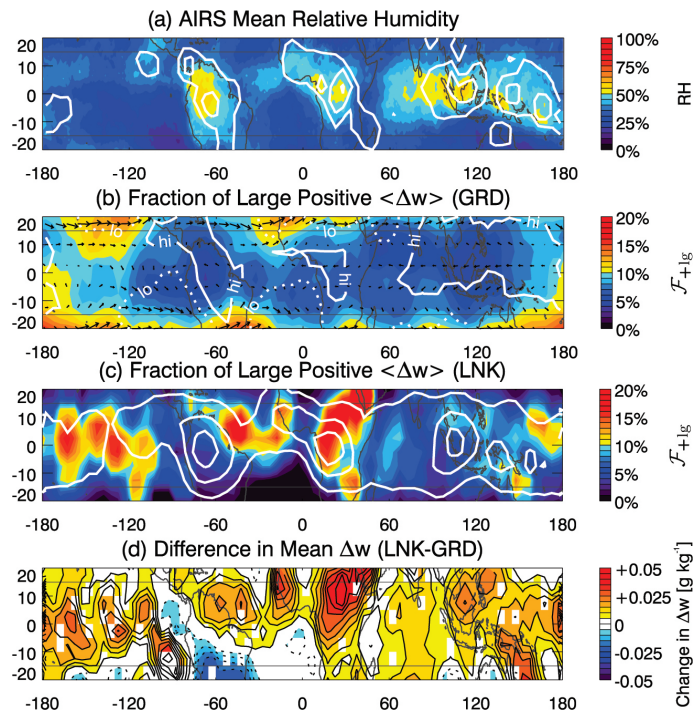 (a) AIRS Mean Relative Humidity
20
10
0
-10
-20
-180 -120 -60 0 60 120 180
100%
75%
50%
25%
0%
RH
(b) Fraction of Large Positive <Δw> (GRD)
20
10
0
-10
-20
lo hi lo hi hi
hi hi
lo lo
-180 -120 -60 0 60 120 180
20%
15%
10%
5%
0%
ℱ+lg
(c) Fraction of Large Positive <Δw> (LNK)
20
10
0
-10
-20
-180 -120 -60 0 60 120 180
20%
15%
10%
5%
0%
ℱ+lg
(d) Difference in Mean Δw (LNK-GRD)
20
10
0
-10
-20
-180 -120 -60 0 60 120 180
+0.05
+0.025
0
-0.025
-0.05
Change in Δw [g kg⁻¹]